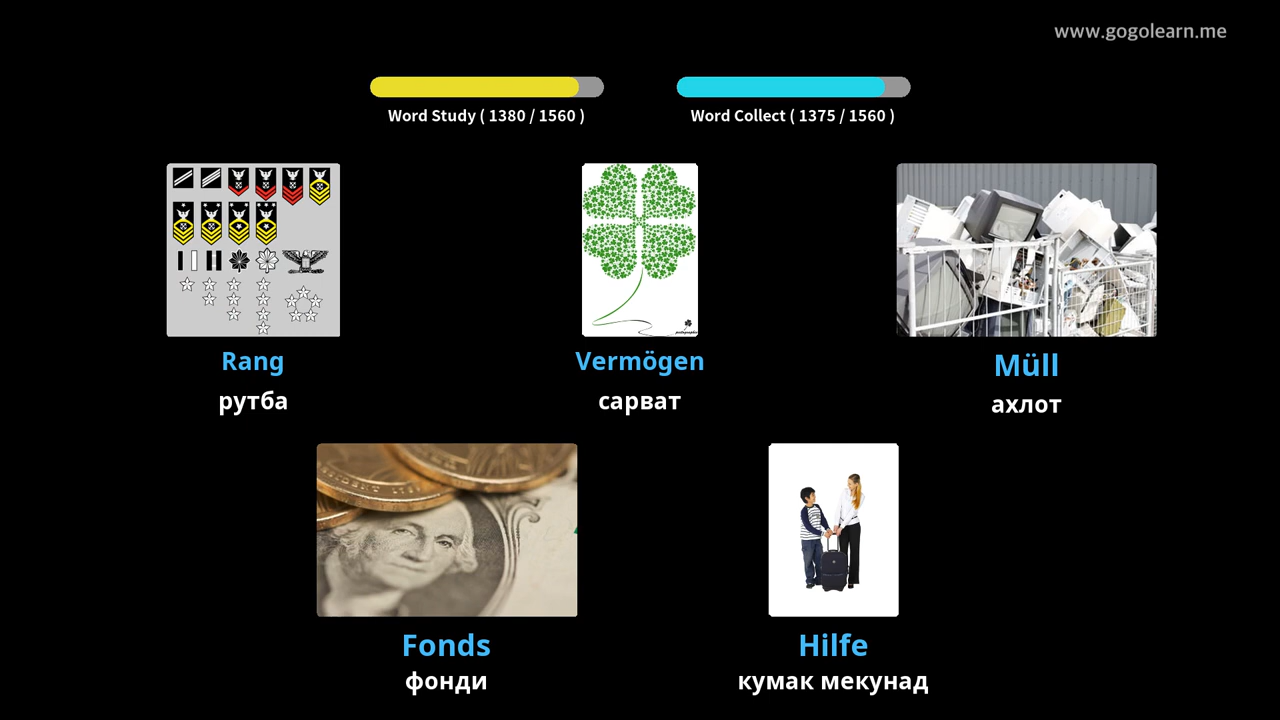 www.gogolearn.me
Word Study ( 1380 / 1560 )
Word Collect ( 1375 / 1560 )
Rang
Vermögen
Müll
рутба
сарват
ахлот
Fonds
Hilfe
фонди
кумак мекунад